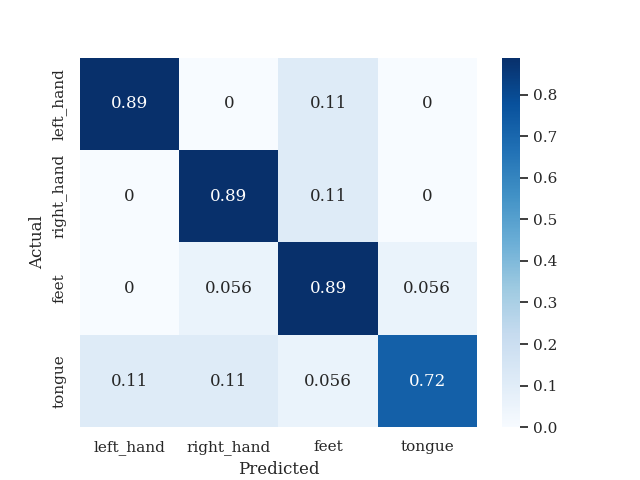 left_hand 0.89 0 0.11 0
right_hand 0 0.89 0.11 0
feet 0 0.056 0.89 0.056
tongue 0.11 0.11 0.056 0.72
Actual
left_hand right_hand feet tongue
Predicted
0.8
0.7
0.6
0.5
0.4
0.3
0.2
0.1
0.0